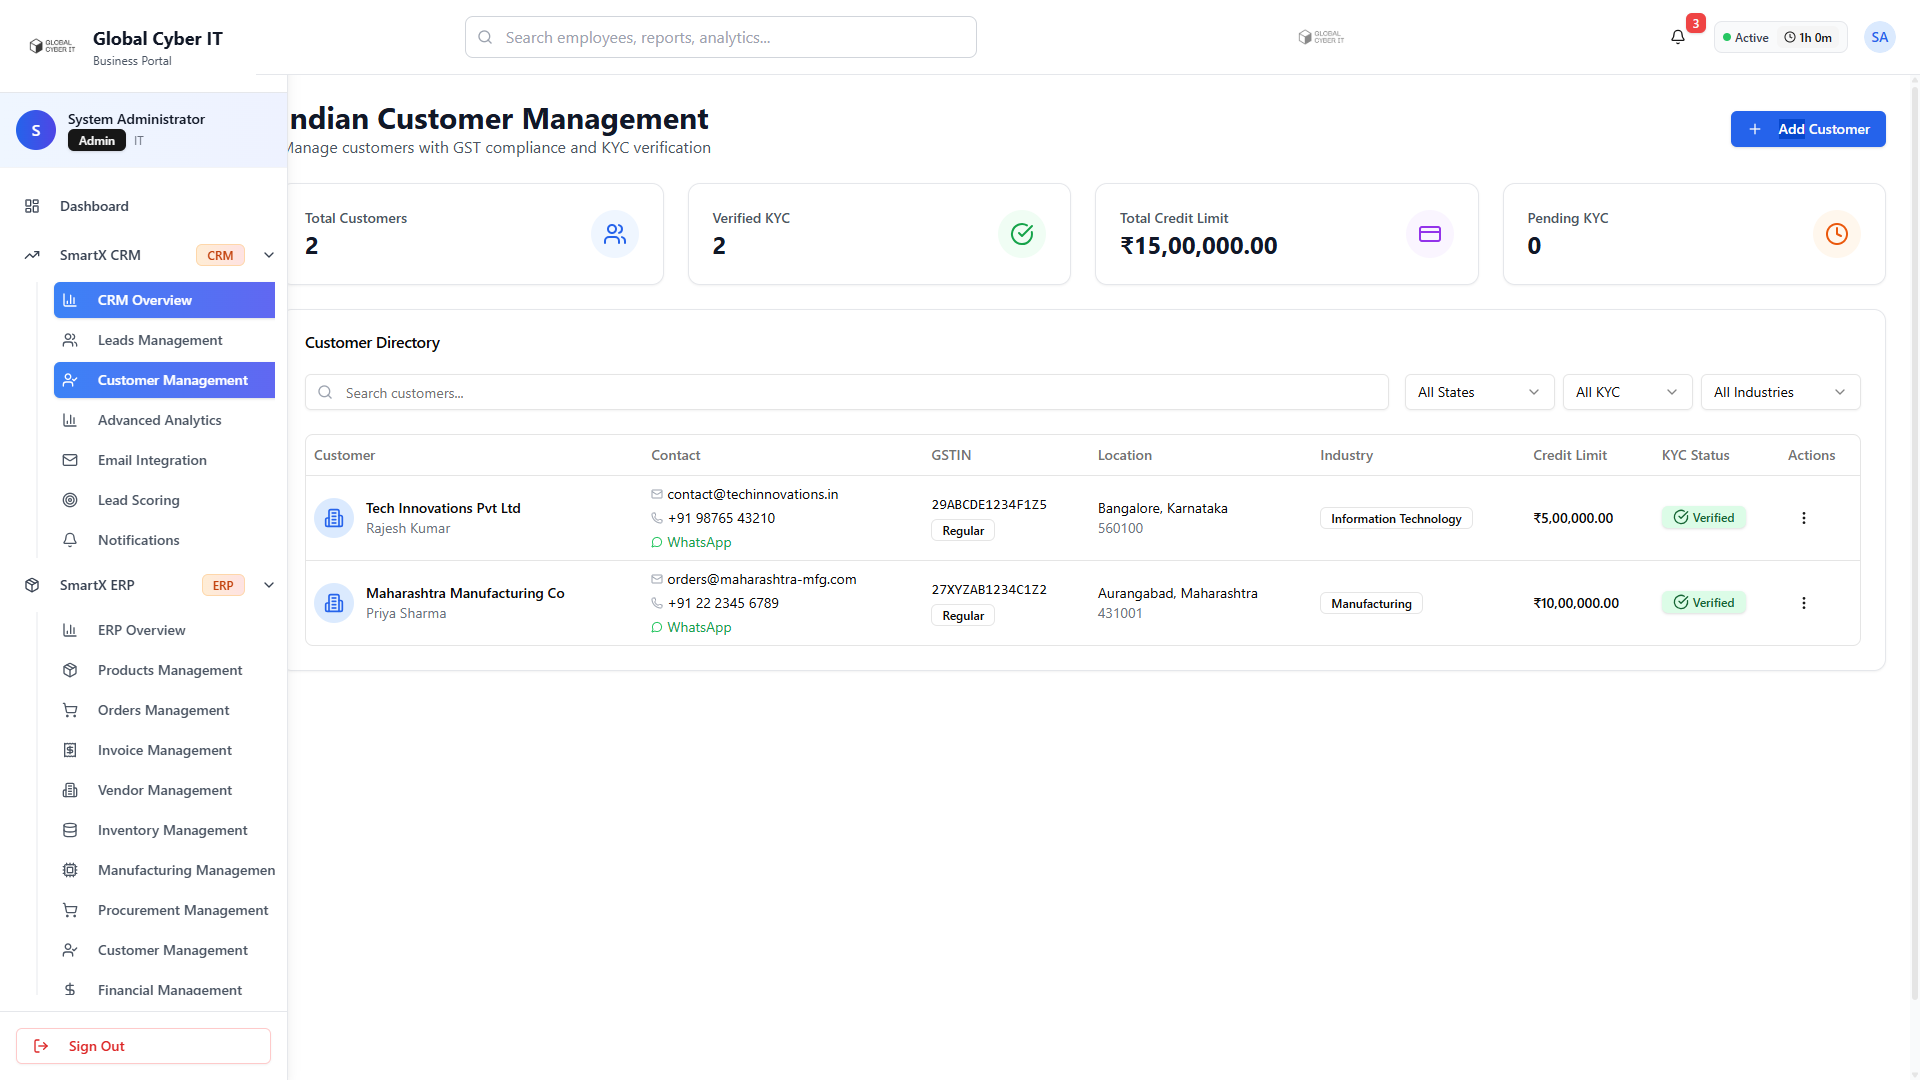 GLOBAL
CYBER IT
Global Cyber IT
Business Portal
Search employees, reports, analytics...
GLOBAL
CYBER IT
3
Active
1h 0m
SA
S
System Administrator
Admin
IT
Dashboard
SmartX CRM
CRM
CRM Overview
Leads Management
Customer Management
Advanced Analytics
Email Integration
Lead Scoring
Notifications
SmartX ERP
ERP
ERP Overview
Products Management
Orders Management
Invoice Management
Vendor Management
Inventory Management
Manufacturing Managemen
Procurement Management
Customer Management
Financial Management
Sign Out
ndian Customer Management
Manage customers with GST compliance and KYC verification
Add Customer
Total Customers
2
Verified KYC
2
Total Credit Limit
₹15,00,000.00
Pending KYC
0
Customer Directory
Search customers...
All States
All KYC
All Industries
Customer Contact GSTIN Location Industry Credit Limit KYC Status Actions
Tech Innovations Pvt Ltd
Rajesh Kumar
contact@techinnovations.in
+91 98765 43210
WhatsApp
29ABCDE1234F1Z5
Regular
Bangalore, Karnataka
560100
Information Technology
₹5,00,000.00
Verified
Maharashtra Manufacturing Co
Priya Sharma
orders@maharashtra-mfg.com
+91 22 2345 6789
WhatsApp
27XYZAB1234C1Z2
Regular
Aurangabad, Maharashtra
431001
Manufacturing
₹10,00,000.00
Verified